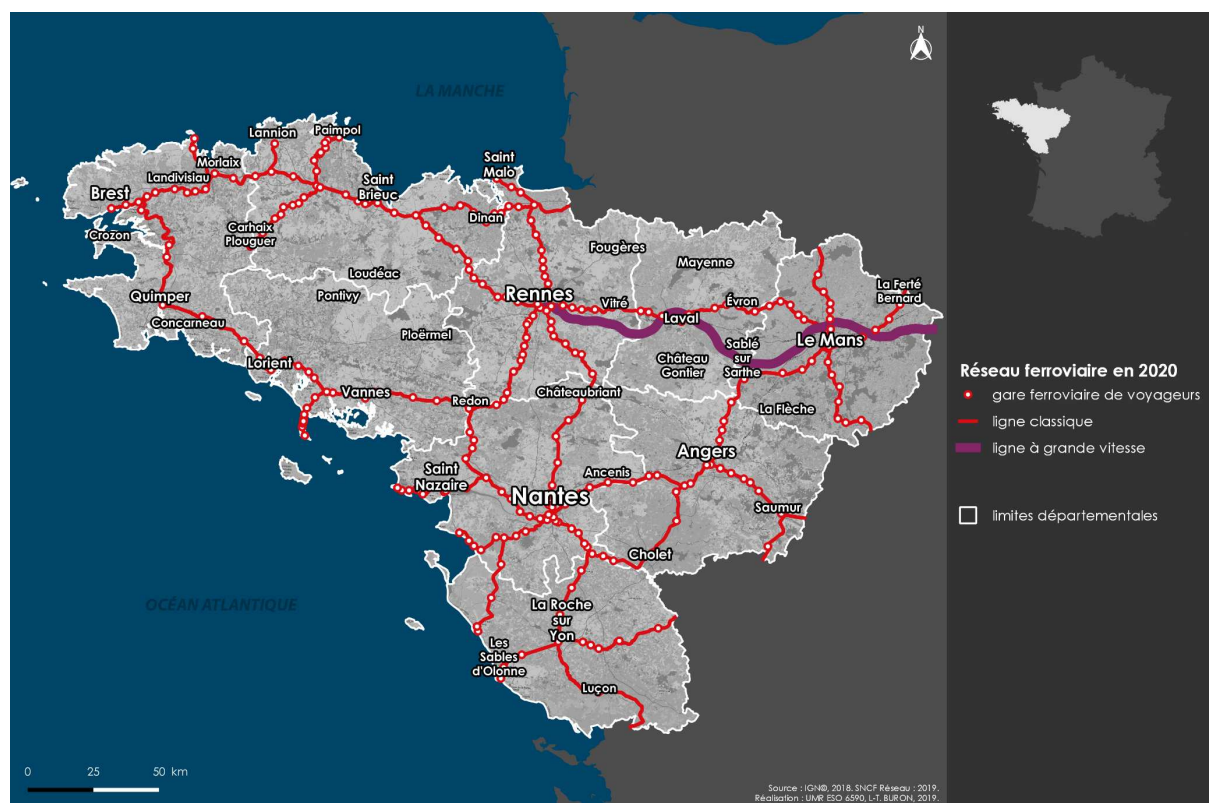 N
LA MANCHE
Lannion
Paimpol
Morlaix
Landivisiau
Brest
Saint
Brieuc
Saint
Malo
Dinan
Crozon
Carhaix
Plouguer
Loudéac
Fougères
Mayenne
La Ferté
Bernard
Quimper
Pontivy
Rennes
Vitré
Évron
Laval
Le Mans
Concarneau
Ploërmel
Sablé
sur
Sarthe
Château
Gontier
Lorient
Vannes
Redon
Châteaubriant
La Flèche
Angers
Saint
Nazaire
Ancenis
Nantes
Saumur
Cholet
OCÉAN ATLANTIQUE
La Roche
sur
Yon
Les
Sables
d'Olonne
Luçon
0 25 50 km
Source : IGN©, 2018. SNCF Réseau : 2019.
Réalisation : UMR ESO 6590, L-T. BURON, 2019.
Réseau ferroviaire en 2020
gare ferroviaire de voyageurs
ligne classique
ligne à grande vitesse
limites départementales